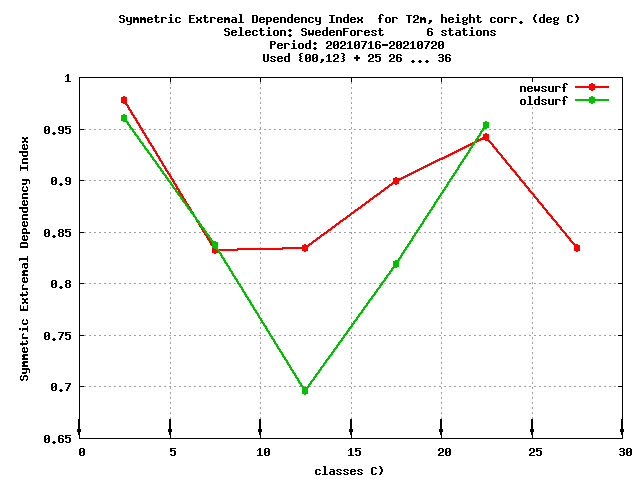 Symmetric Extremal Dependency Index  for T2m, height corr. (deg C)
Selection: SwedenForest      6 stations
Period: 20210716-20210720
Used {00,12} + 25 26 ... 36
newsurf
oldsurf
1
0.95
0.9
0.85
0.8
0.75
0.7
0.65
Symmetric Extremal Dependency Index
0 5 10 15 20 25 30
classes C)